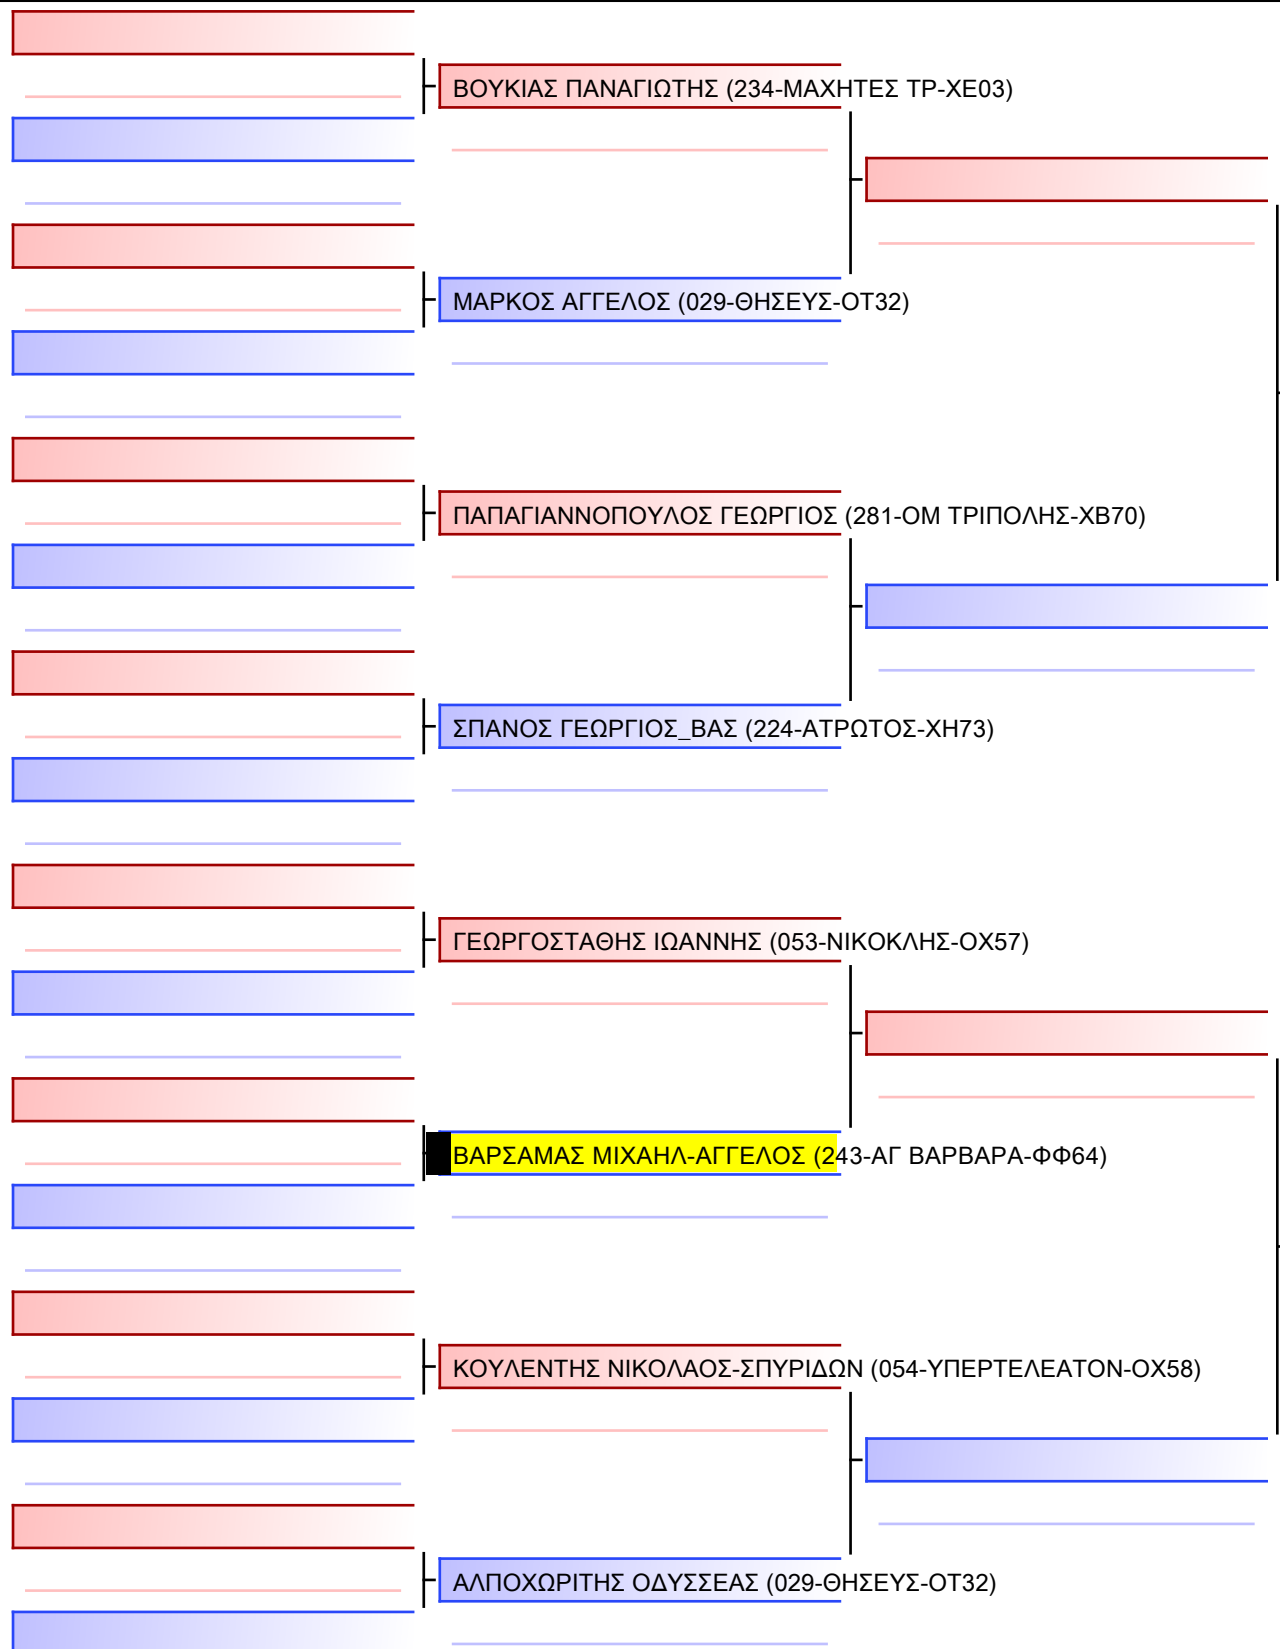 ΒΟΥΚΙΑΣ ΠΑΝΑΓΙΩΤΗΣ (234-ΜΑΧΗΤΕΣ ΤΡ-ΧΕ03)
ΜΑΡΚΟΣ ΑΓΓΕΛΟΣ (029-ΘΗΣΕΥΣ-ΟΤ32)
ΠΑΠΑΓΙΑΝΝΟΠΟΥΛΟΣ ΓΕΩΡΓΙΟΣ (281-ΟΜ ΤΡΙΠΟΛΗΣ-ΧΒ70)
ΣΠΑΝΟΣ ΓΕΩΡΓΙΟΣ_ΒΑΣ (224-ΑΤΡΩΤΟΣ-ΧΗ73)
ΓΕΩΡΓΟΣΤΑΘΗΣ ΙΩΑΝΝΗΣ (053-ΝΙΚΟΚΛΗΣ-ΟΧ57)
ΒΑΡΣΑΜΑΣ ΜΙΧΑΗΛ-ΑΓΓΕΛΟΣ (243-ΑΓ ΒΑΡΒΑΡΑ-ΦΦ64)
ΚΟΥΛΕΝΤΗΣ ΝΙΚΟΛΑΟΣ-ΣΠΥΡΙΔΩΝ (054-ΥΠΕΡΤΕΛΕΑΤΟΝ-ΟΧ58)
ΑΛΠΟΧΩΡΙΤΗΣ ΟΔΥΣΣΕΑΣ (029-ΘΗΣΕΥΣ-ΟΤ32)